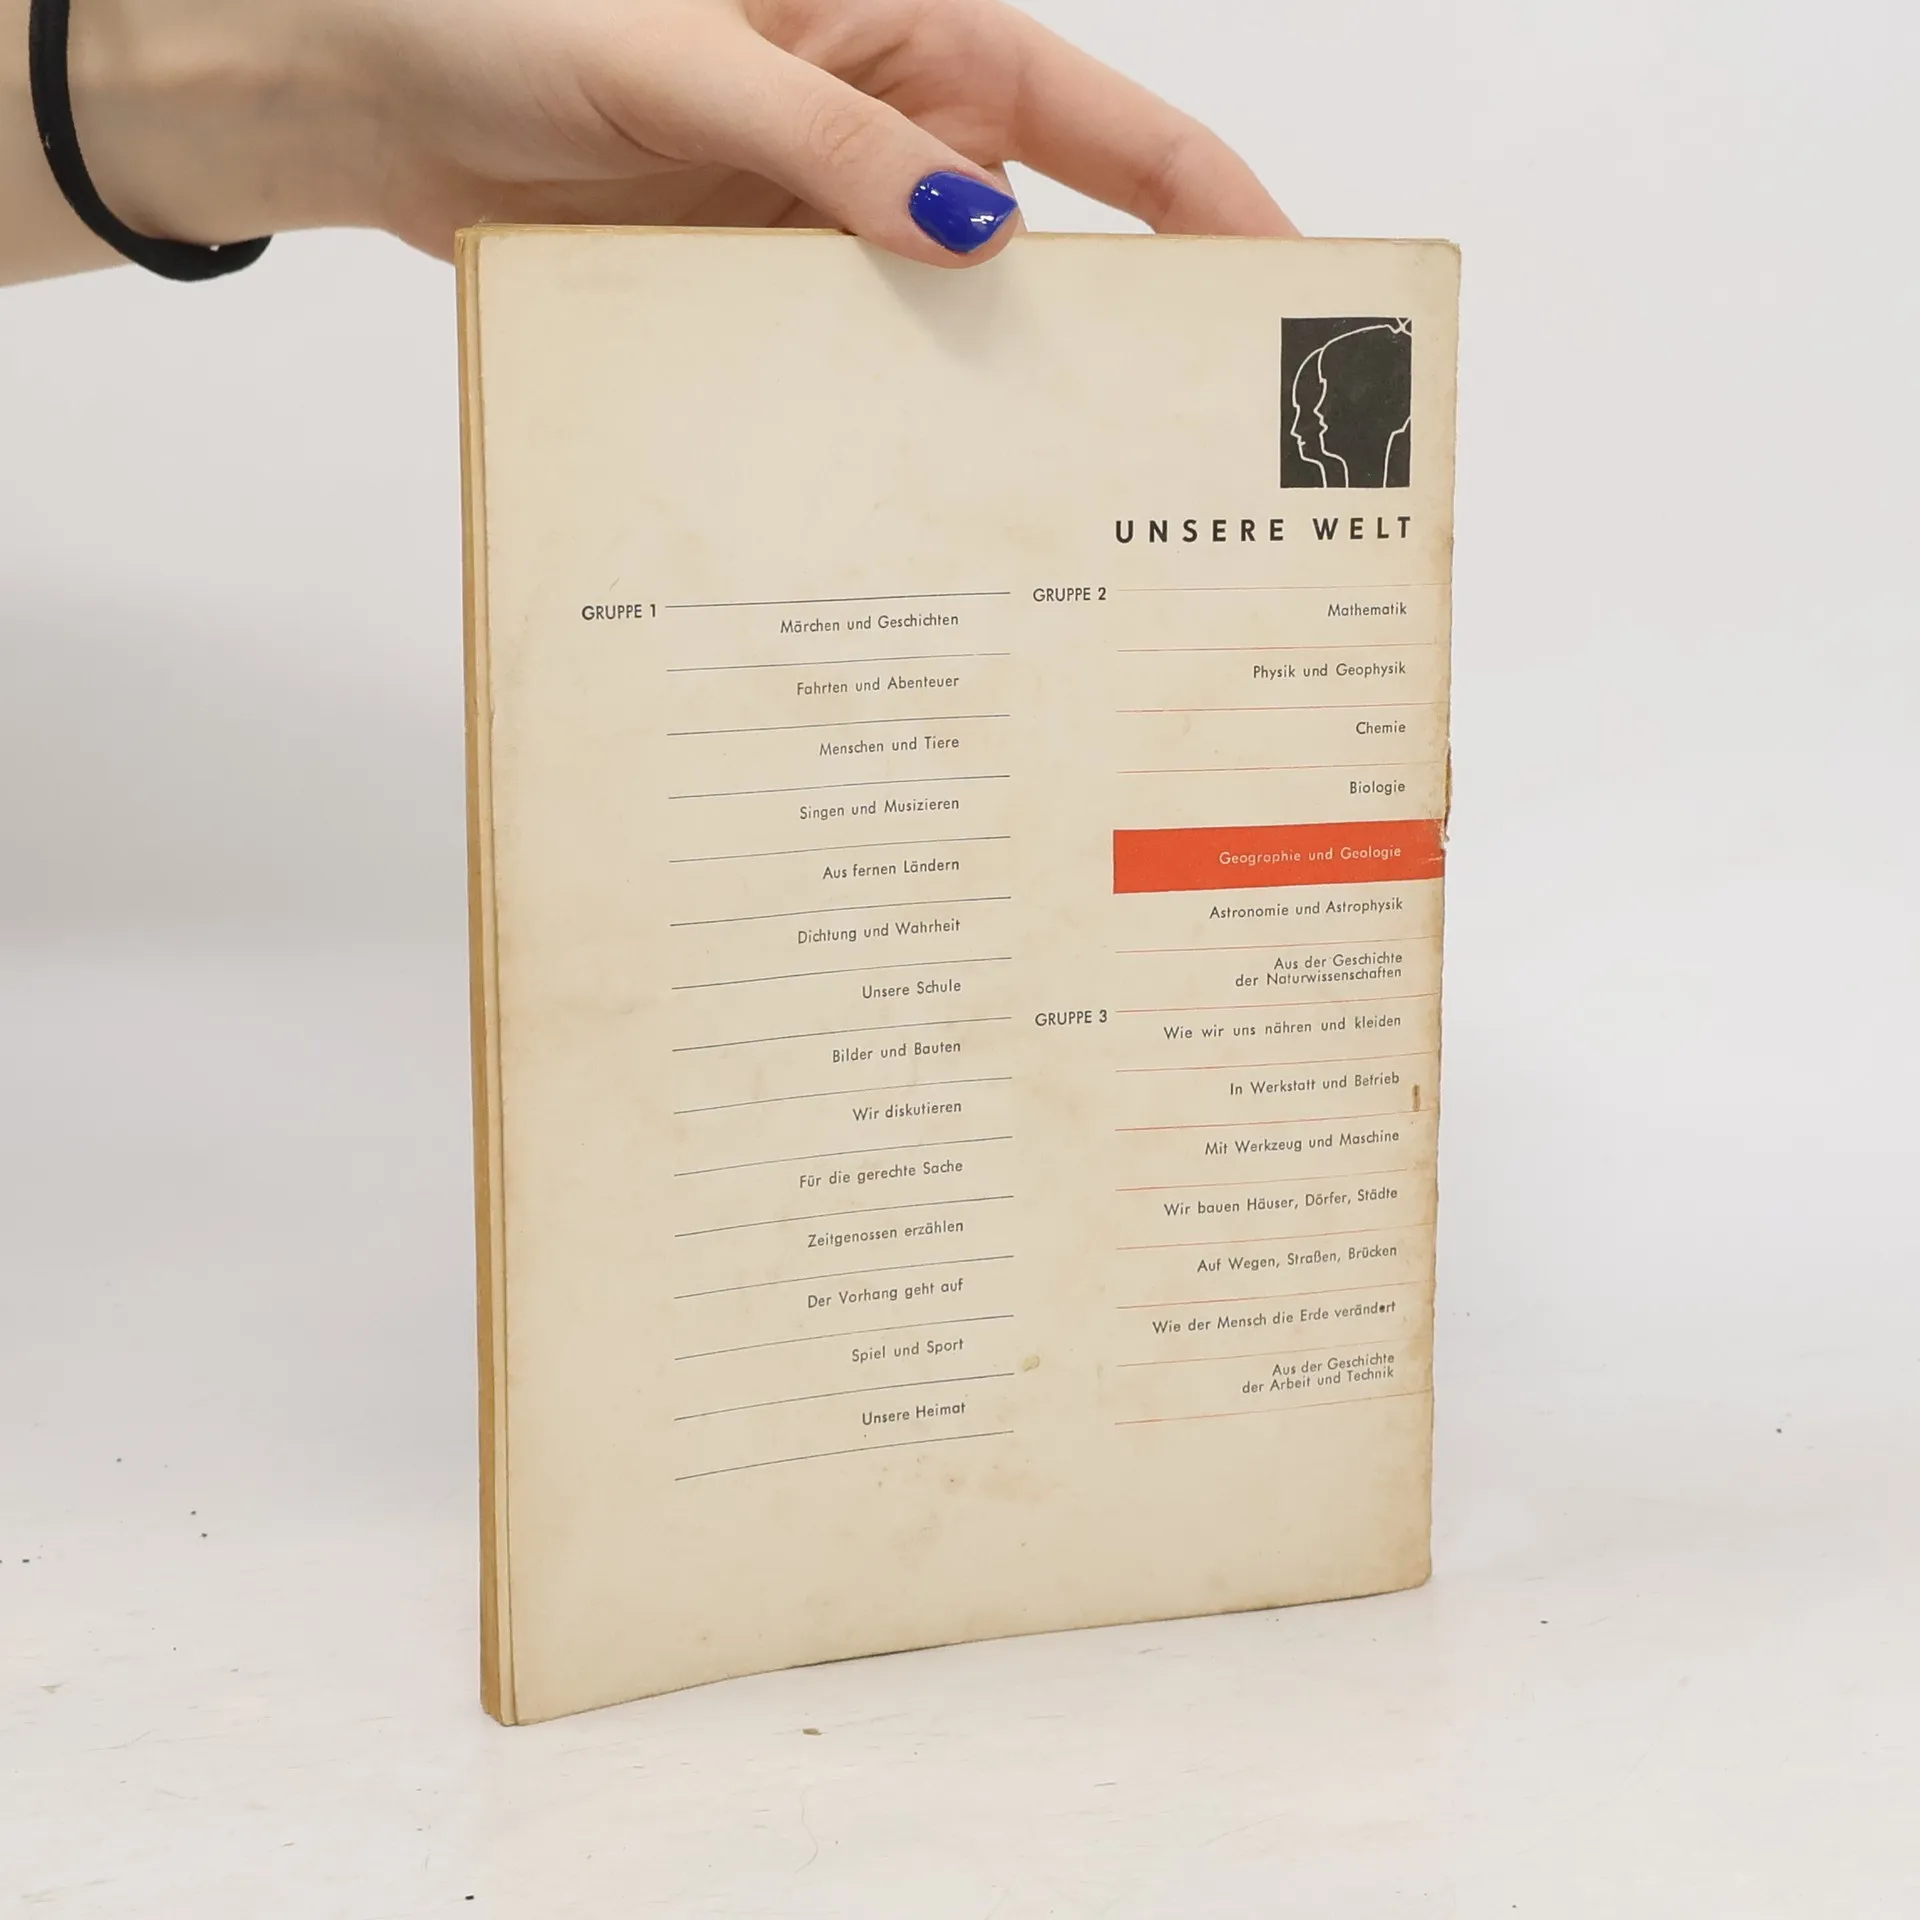 UNSERE WELT
GRUPPE 1
Märchen und Geschichten
Fahrten und Abenteuer
Menschen und Tiere
Singen und Musizieren
Aus fernen Ländern
Dichtung und Wahrheit
Unsere Schule
Bilder und Bauten
Wir diskutieren
Für die gerechte Sache
Zeitgenossen erzählen
Der Vorhang geht auf
Spiel und Sport
Unsere Heimat
GRUPPE 2
Mathematik
Physik und Geophysik
Chemie
Biologie
Geographie und Geologie
Astronomie und Astrophysik
Aus der Geschichte
der Naturwissenschaften
GRUPPE 3
Wie wir uns nähren und kleiden
In Werkstatt und Betrieb
Mit Werkzeug und Maschine
Wir bauen Häuser, Dörfer, Städte
Auf Wegen, Straßen, Brücken
Wie der Mensch die Erde verändert
Aus der Geschichte
der Arbeit und Technik